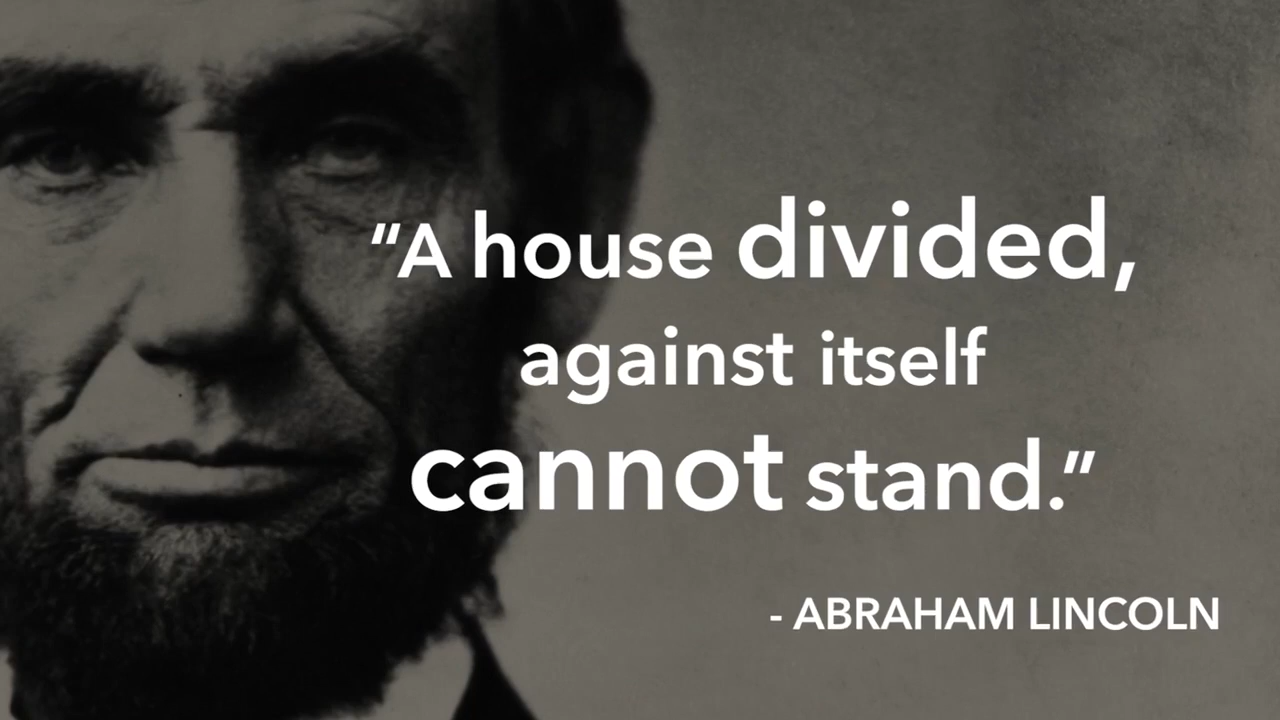 “A house divided,
against itself
cannot stand.”
- ABRAHAM LINCOLN